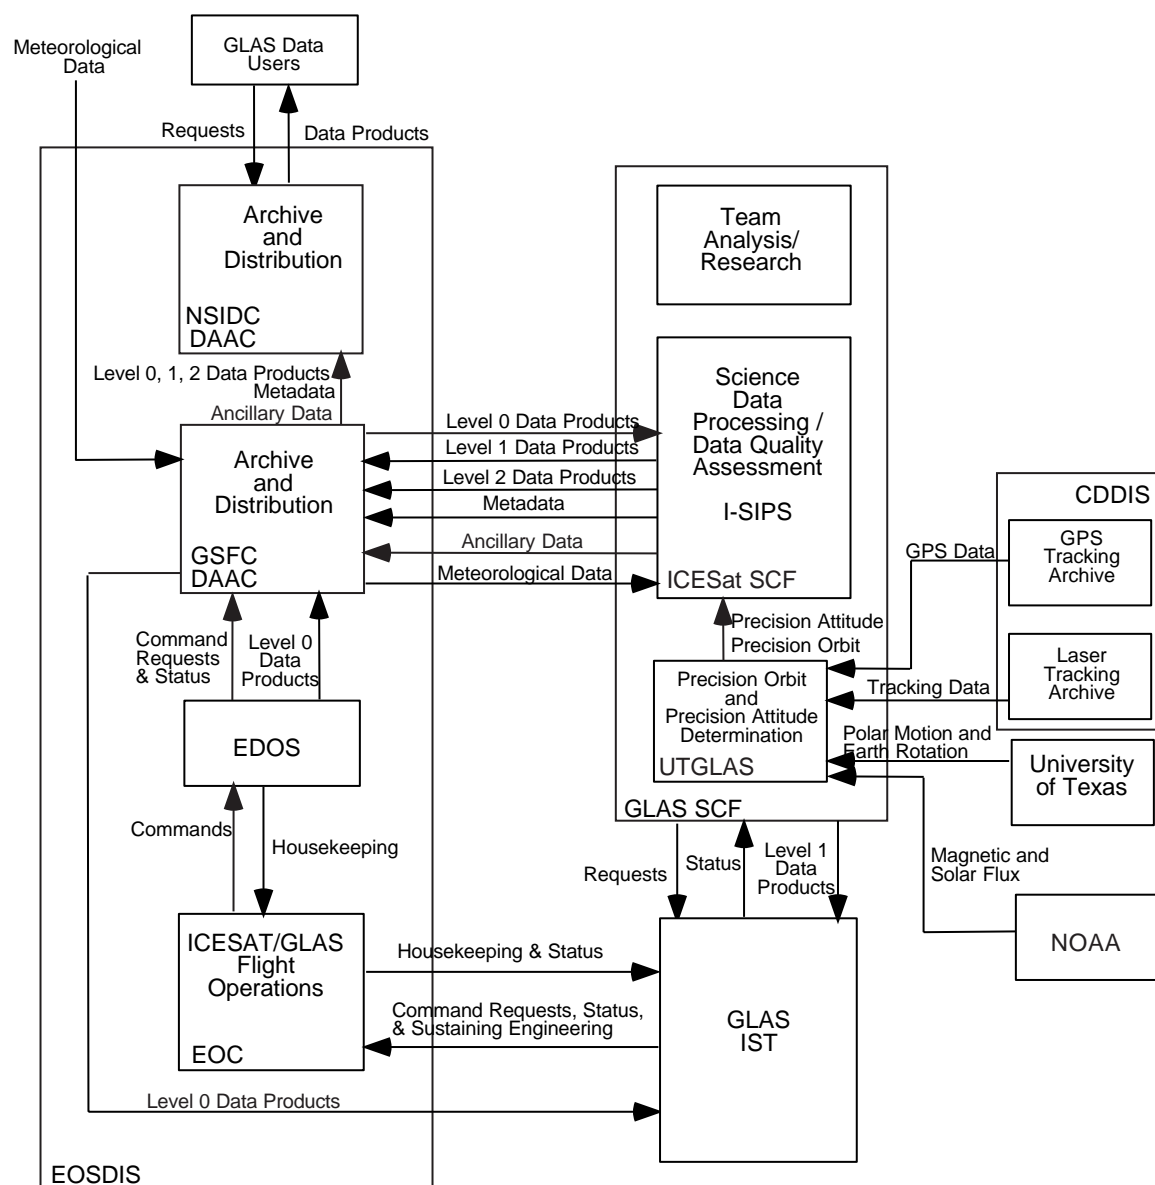 Meteorological
Data
GLAS Data
Users
Requests
Data Products
Archive
and
Distribution
NSIDC
DAAC
Level 0, 1, 2 Data Products
Metadata
Ancillary Data
Archive
and
Distribution
GSFC
DAAC
Command
Requests
& Status
Level 0
Data
Products
EDOS
Commands
Housekeeping
ICESAT/GLAS
Flight
Operations
EOC
Level 0 Data Products
EOSDIS
Level 0 Data Products
Level 1 Data Products
Level 2 Data Products
Metadata
Ancillary Data
Meteorological Data
Team
Analysis/
Research
Science
Data
Processing /
Data Quality
Assessment
I-SIPS
ICESat SCF
Precision Attitude
Precision Orbit
Precision Orbit
and
Precision Attitude
Determination
UTGLAS
GLAS SCF
Requests
Status
Level 1
Data
Products
Housekeeping & Status
Command Requests, Status,
& Sustaining Engineering
GLAS
IST
CDDIS
GPS
Tracking
Archive
GPS Data
Laser
Tracking
Archive
Tracking Data
Polar Motion and
Earth Rotation
University
of Texas
Magnetic and
Solar Flux
NOAA